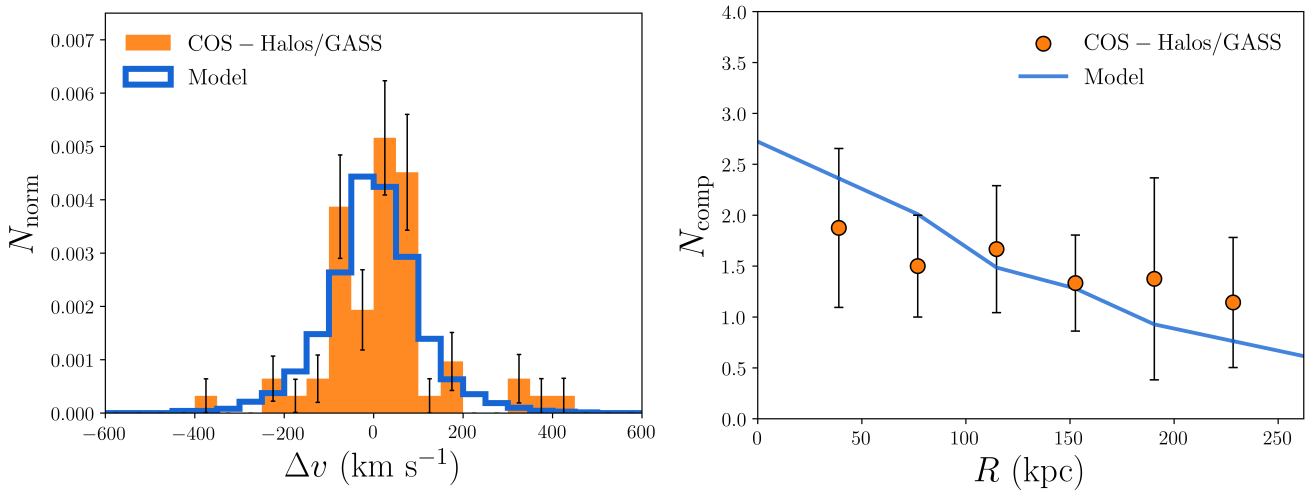 COS − Halos/GASS
Model
0.007
0.006
0.005
0.004
0.003
0.002
0.001
0.000
N_norm
−600 −400 −200 0 200 400 600
Δv (km s⁻¹)
COS − Halos/GASS
Model
4.0
3.5
3.0
2.5
2.0
1.5
1.0
0.5
0.0
N_comp
0 50 100 150 200 250
R (kpc)